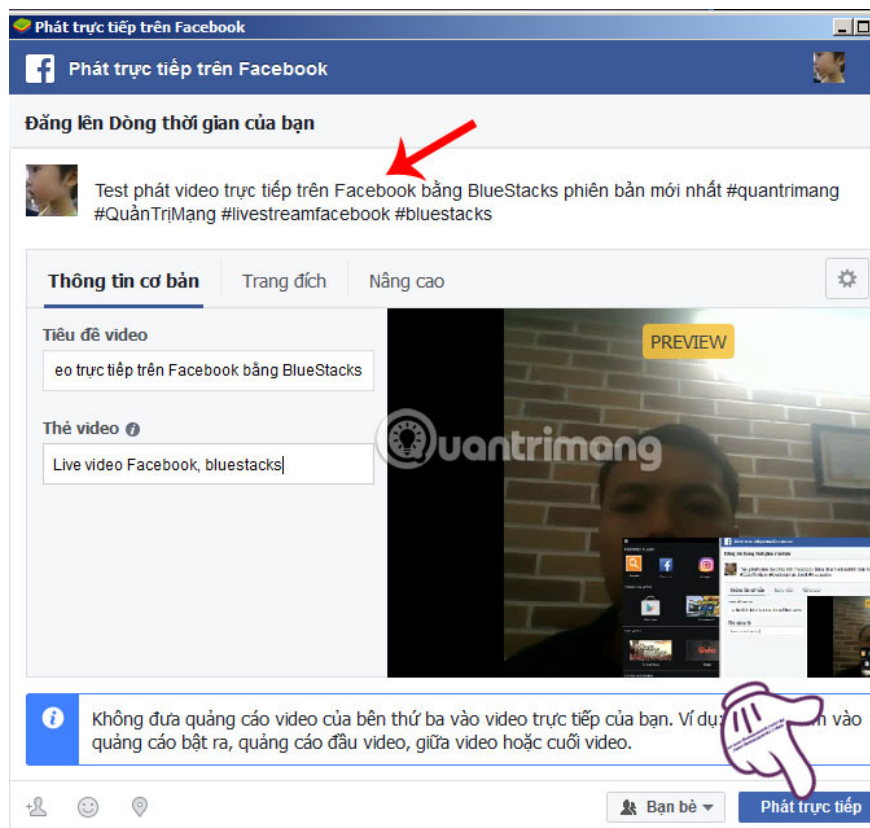 Phát trực tiếp trên Facebook
Phát trực tiếp trên Facebook
Đăng lên Dòng thời gian của bạn
Test phát video trực tiếp trên Facebook bằng BlueStacks phiên bản mới nhất #quantrimang
#QuảnTrịMạng #livestreamfacebook #bluestacks
Thông tin cơ bản Trang đích Nâng cao
Tiêu đề video
eo trực tiếp trên Facebook bằng BlueStacks
Thẻ video
Live video Facebook, bluestacks
PREVIEW
Quantrimang
Không đưa quảng cáo video của bên thứ ba vào video trực tiếp của bạn. Ví dụ: vào
quảng cáo bật ra, quảng cáo đầu video, giữa video hoặc cuối video.
Bạn bè Phát trực tiếp